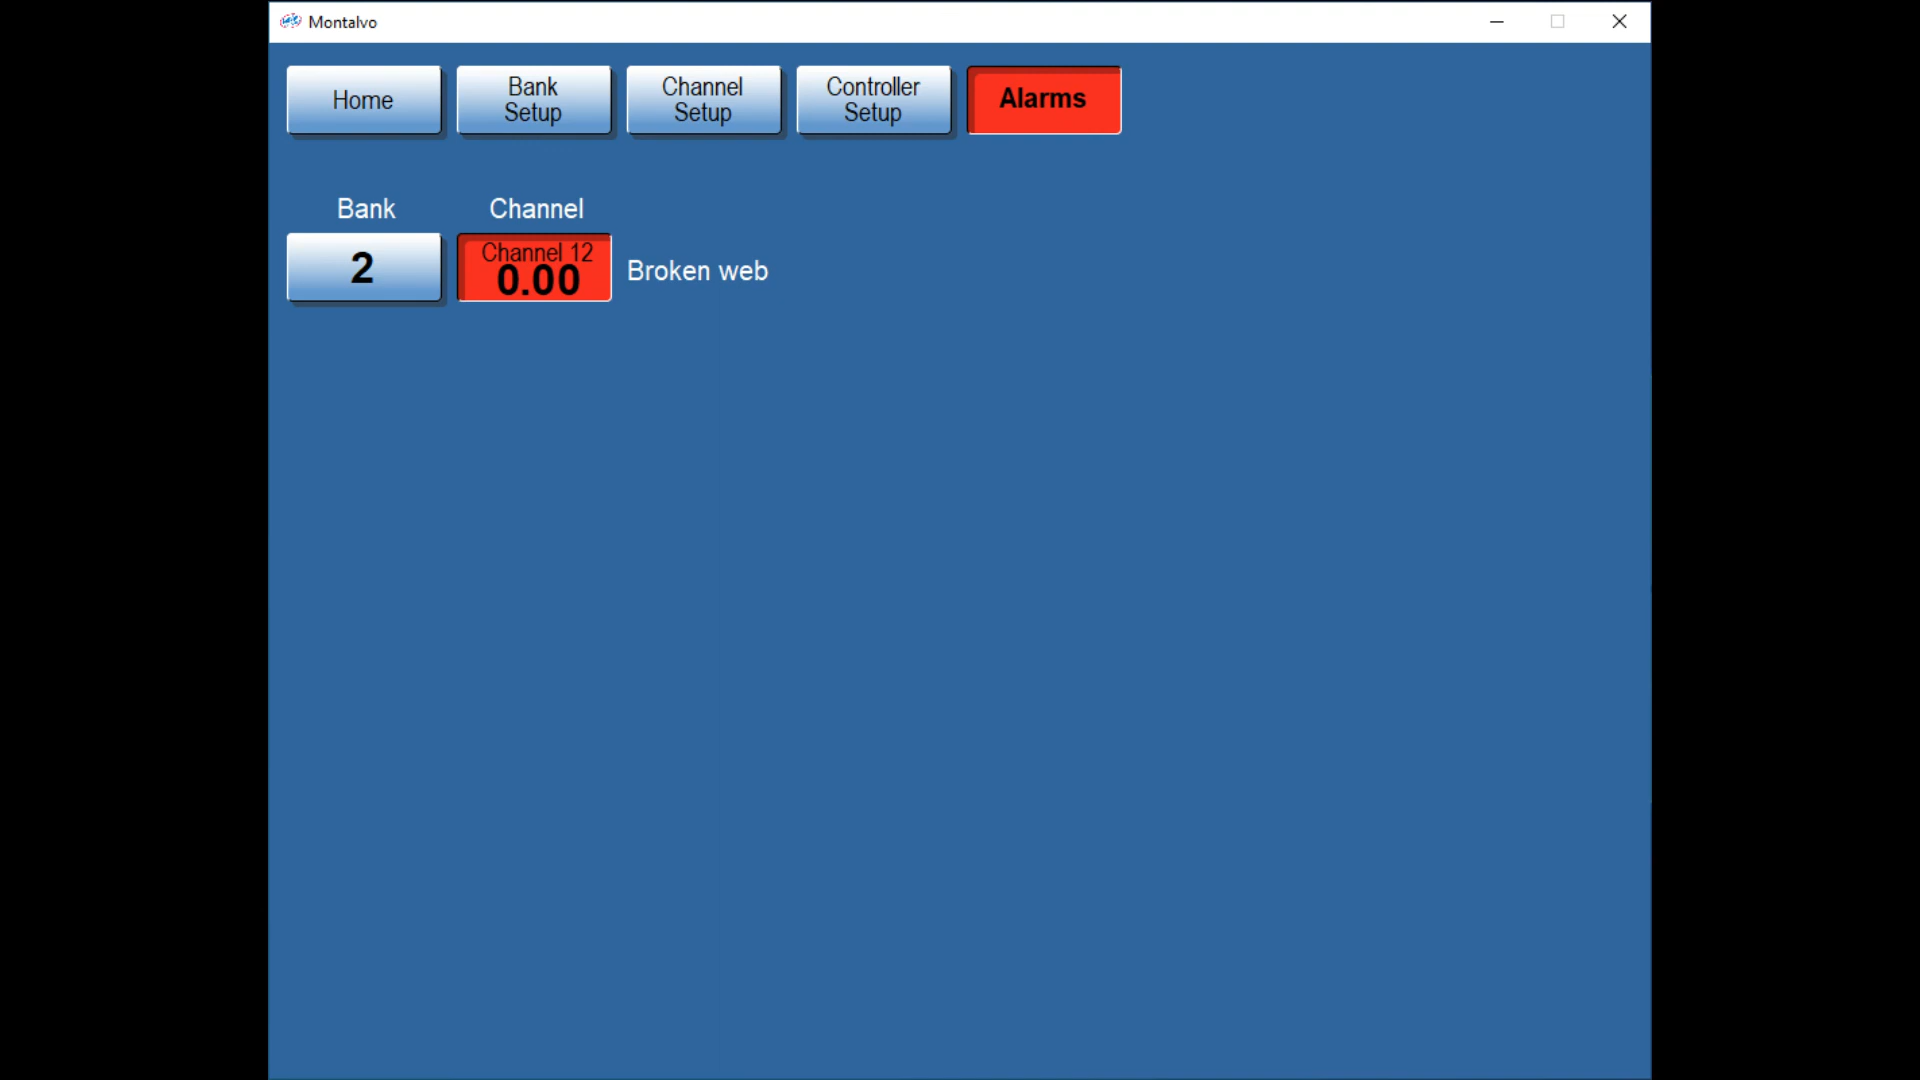 Montalvo
Home
Bank
Setup
Channel
Setup
Controller
Setup
Alarms
Bank
Channel
2
Channel 12
0.00
Broken web